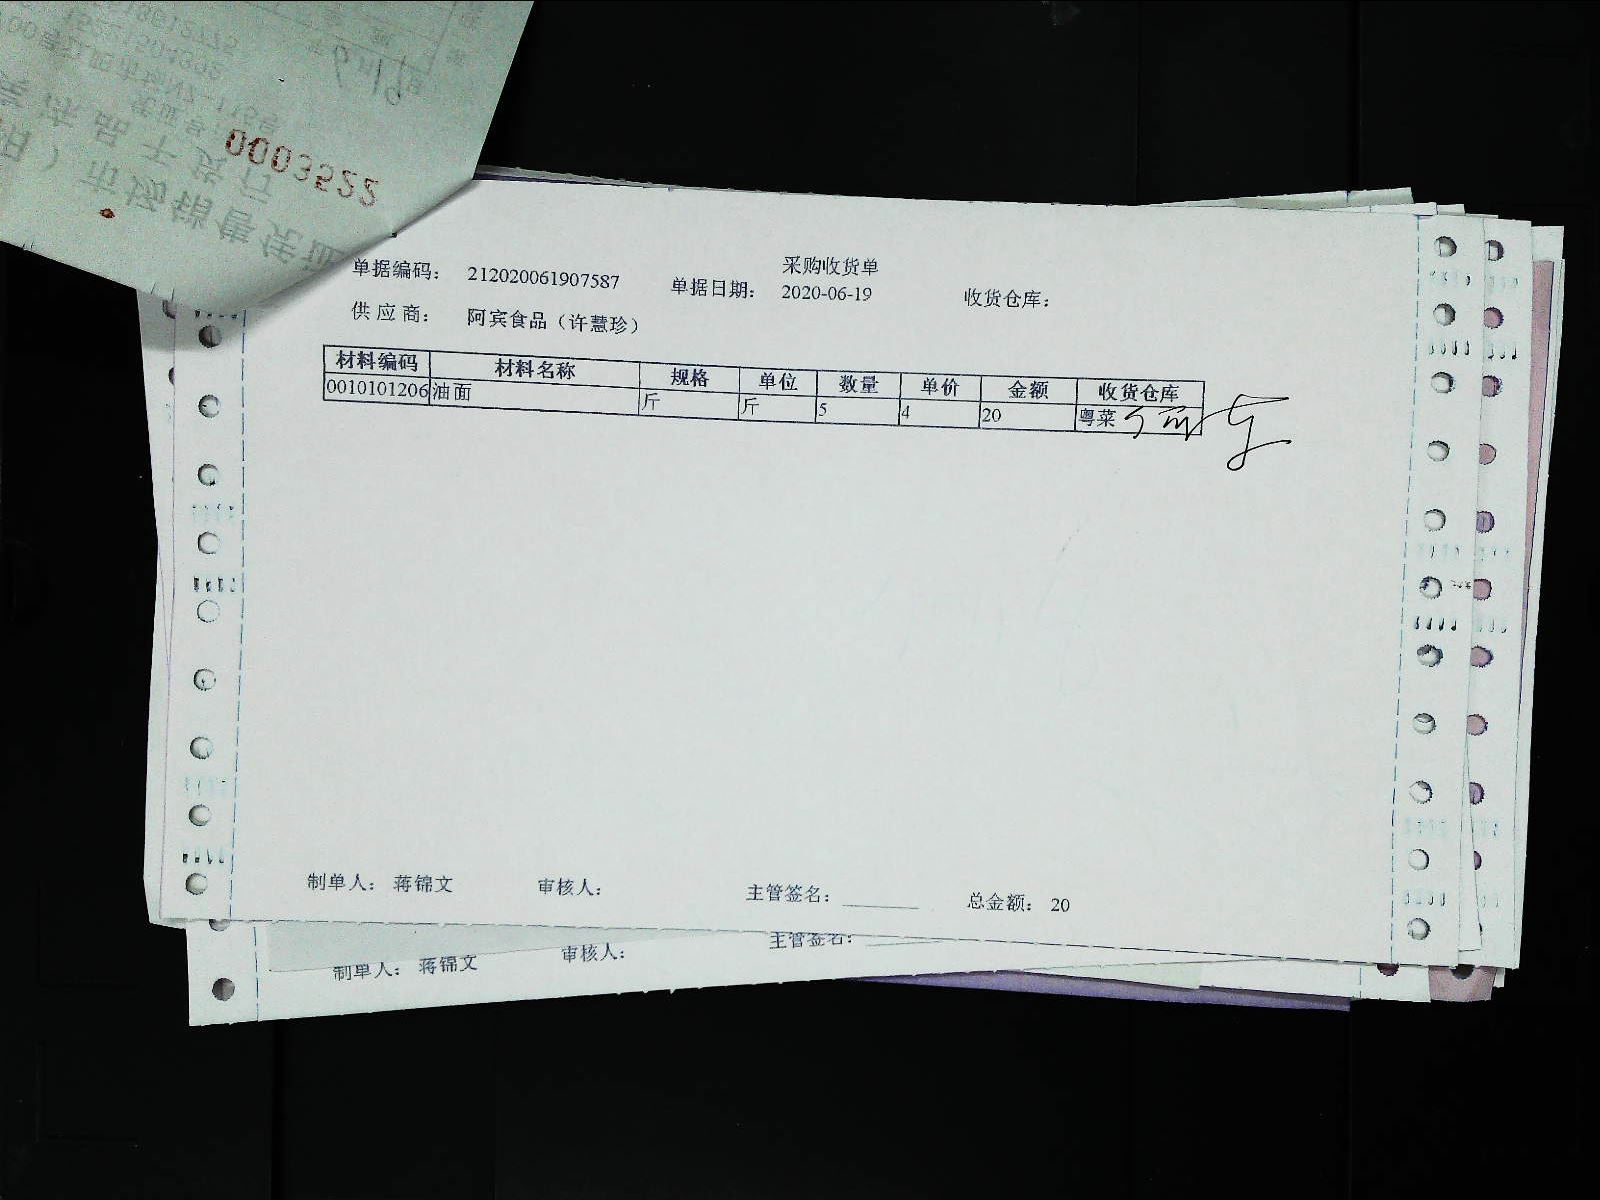 0003522
采购收货单
单据编码： 212020061907587 单据日期： 2020-06-19 收货仓库：
供应商： 阿宾食品（许慧珍）
材料编码 材料名称 规格 单位 数量 单价 金额 收货仓库
0010101206 油面 斤 斤 5 4 20 粤菜
制单人： 蒋锦文 审核人： 主管签名： 总金额： 20
制单人： 蒋锦文 审核人： 主管签名：